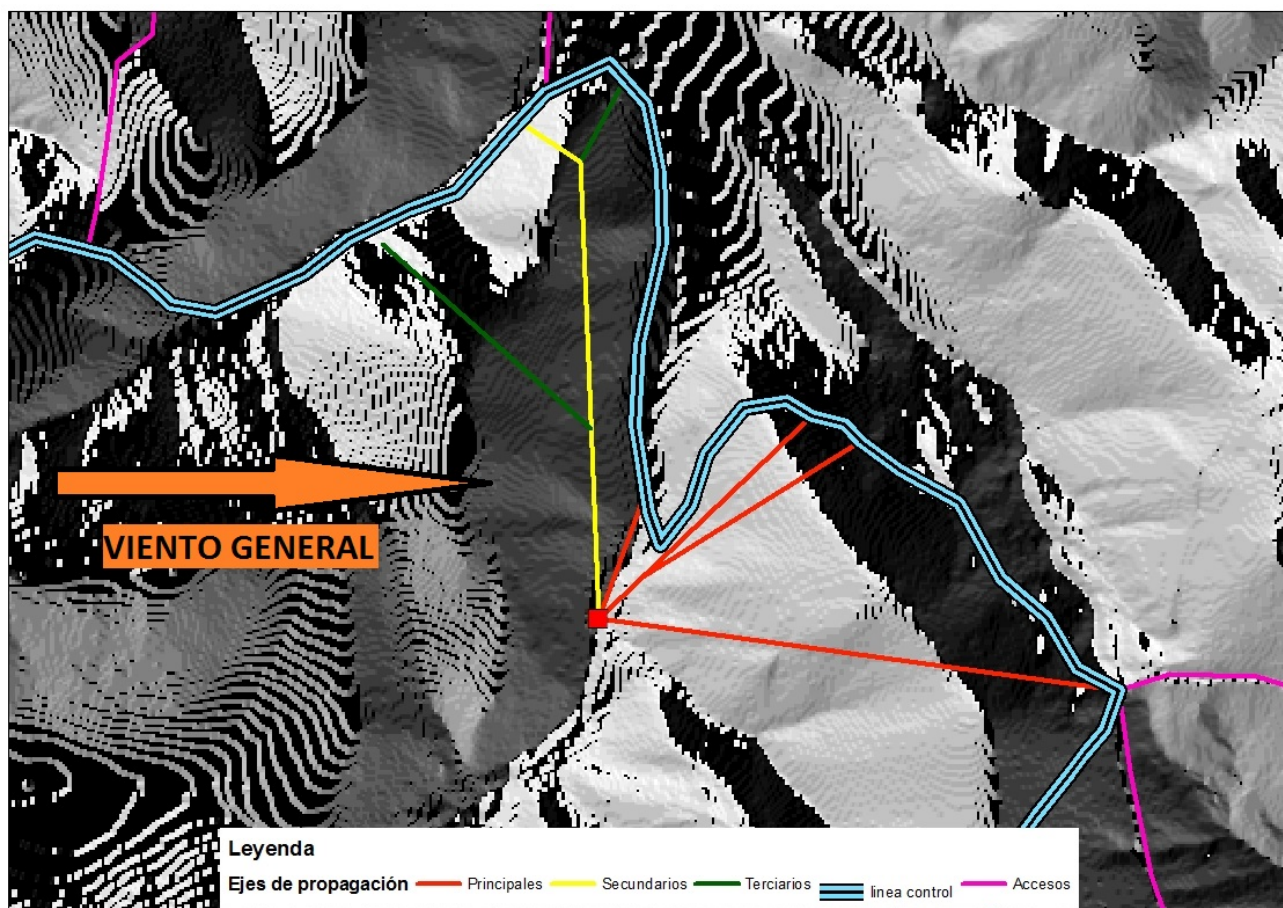 VIENTO GENERAL
Leyenda
Ejes de propagación Principales Secundarios Terciarios linea control Accesos